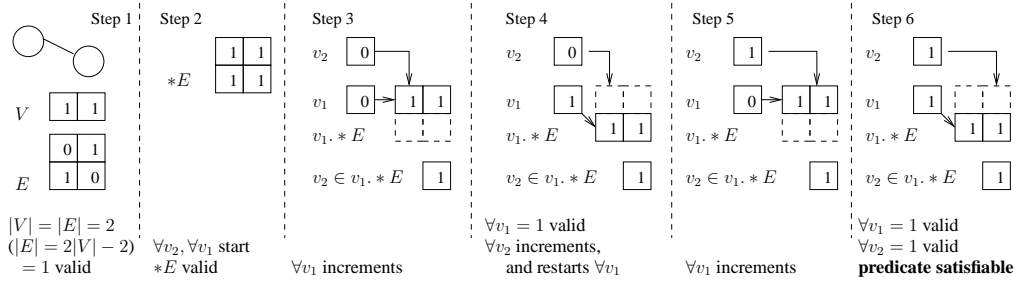 Step 1
V 1 1
0 1
E 1 0
|V| = |E| = 2
(|E| = 2|V| − 2)
= 1 valid
Step 2
1 1
∗E 1 1
∀v₂, ∀v₁ start
∗E valid
Step 3
v₂ 0
v₁ 0 1 1
v₁. ∗ E
v₂ ∈ v₁. ∗ E 1
∀v₁ increments
Step 4
v₂ 0
v₁ 1
v₁. ∗ E 1 1
v₂ ∈ v₁. ∗ E 1
∀v₁ = 1 valid
∀v₂ increments,
and restarts ∀v₁
Step 5
v₂ 1
v₁ 0 1 1
v₁. ∗ E
v₂ ∈ v₁. ∗ E 1
∀v₁ increments
Step 6
v₂ 1
v₁ 1
v₁. ∗ E 1 1
v₂ ∈ v₁. ∗ E 1
∀v₁ = 1 valid
∀v₂ = 1 valid
predicate satisfiable